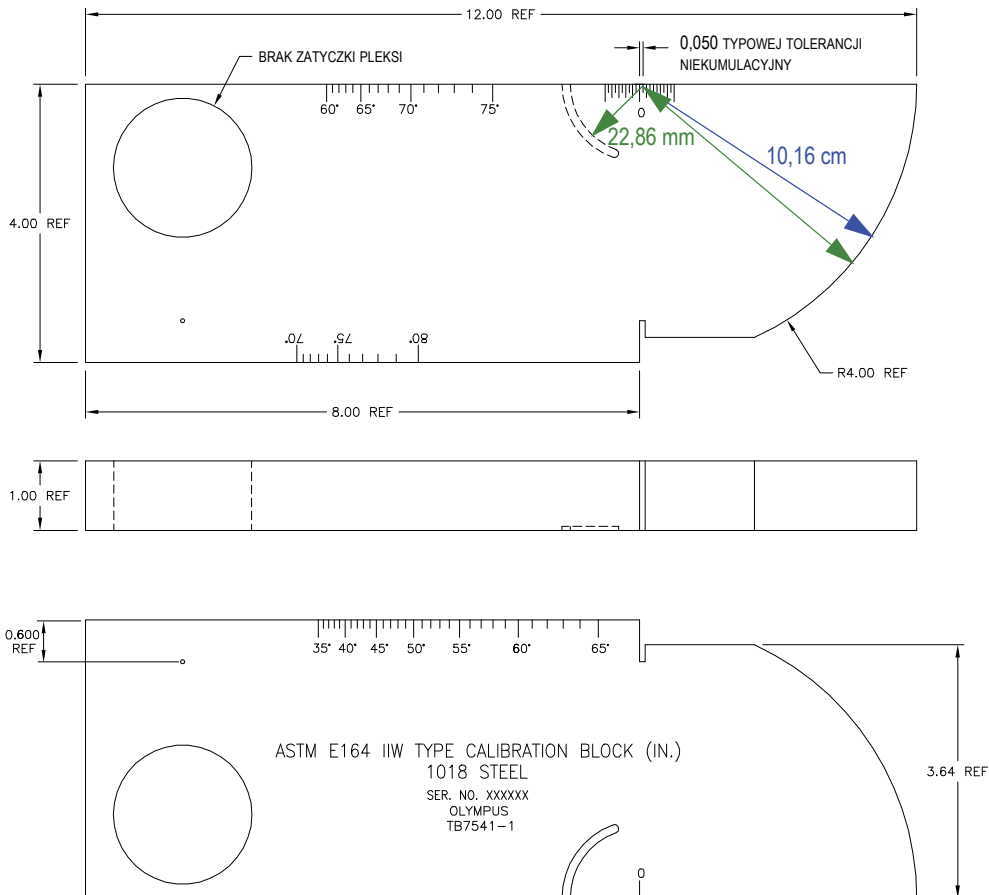 12.00 REF
BRAK ZATYCZKI PLEKSI
0,050 TYPOWEJ TOLERANCJI
NIEKUMULACYJNY
60° 65° 70° 75°
0
22,86 mm
10,16 cm
4.00 REF
70° 75° 80°
R4.00 REF
8.00 REF
1.00 REF
0.600
REF
35° 40° 45° 50° 55° 60° 65°
ASTM E164 IIW TYPE CALIBRATION BLOCK (IN.)
1018 STEEL
3.64 REF
SER. NO. XXXXXX
OLYMPUS
TB7541-1
0